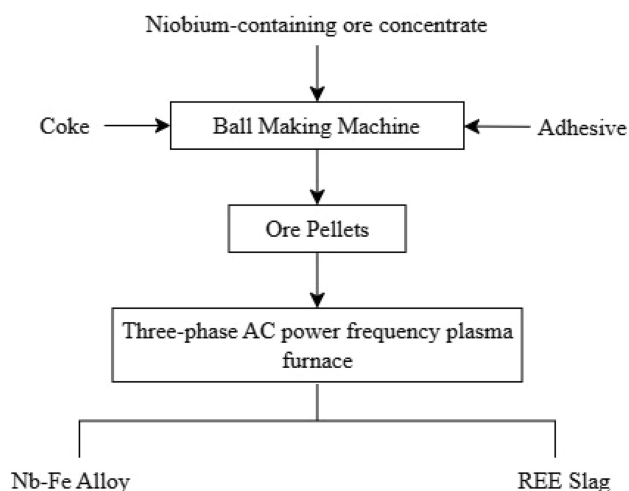 Niobium-containing ore concentrate
Coke
Ball Making Machine
Adhesive
Ore Pellets
Three-phase AC power frequency plasma
furnace
Nb-Fe Alloy
REE Slag